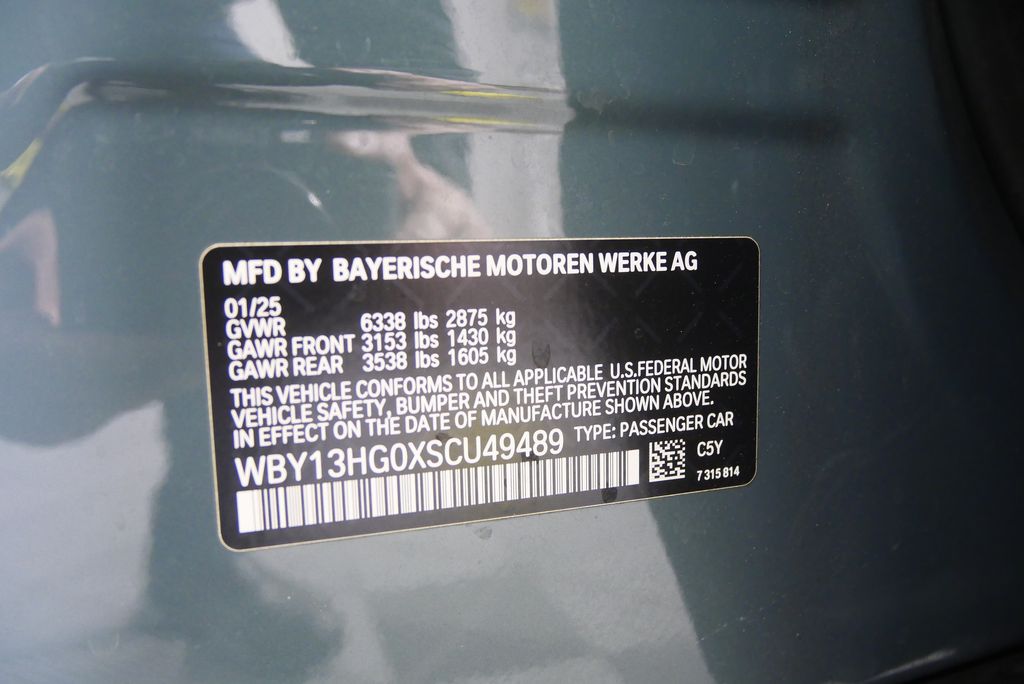 MFD BY BAYERISCHE MOTOREN WERKE AG
01/25
GVWR 6338 lbs 2875 kg
GAWR FRONT 3153 lbs 1430 kg
GAWR REAR 3538 lbs 1605 kg
THIS VEHICLE CONFORMS TO ALL APPLICABLE U.S.FEDERAL MOTOR
VEHICLE SAFETY, BUMPER AND THEFT PREVENTION STANDARDS
IN EFFECT ON THE DATE OF MANUFACTURE SHOWN ABOVE.
WBY13HG0XSCU49489 TYPE: PASSENGER CAR
C5Y
7 315 814